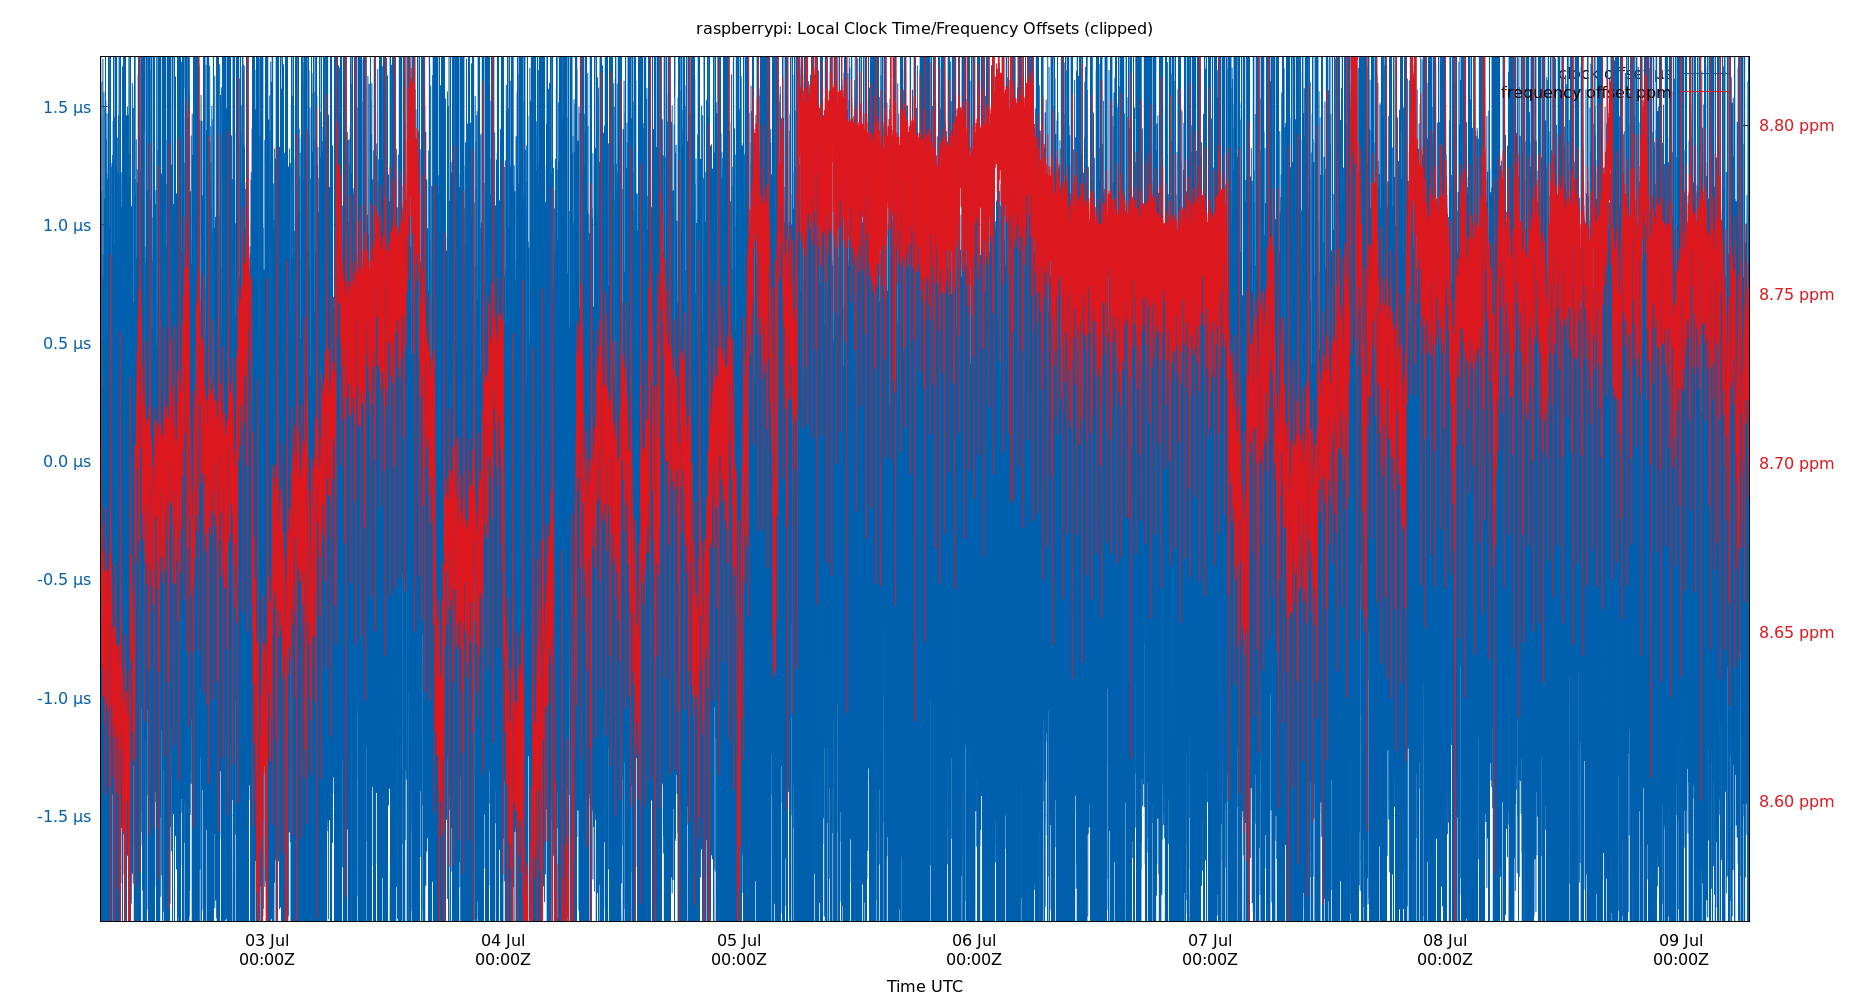 raspberrypi: Local Clock Time/Frequency Offsets (clipped)
clock offset µs
frequency offset ppm
1.5 µs
1.0 µs
0.5 µs
0.0 µs
-0.5 µs
-1.0 µs
-1.5 µs
8.80 ppm
8.75 ppm
8.70 ppm
8.65 ppm
8.60 ppm
03 Jul 04 Jul 05 Jul 06 Jul 07 Jul 08 Jul 09 Jul
00:00Z 00:00Z 00:00Z 00:00Z 00:00Z 00:00Z 00:00Z
Time UTC